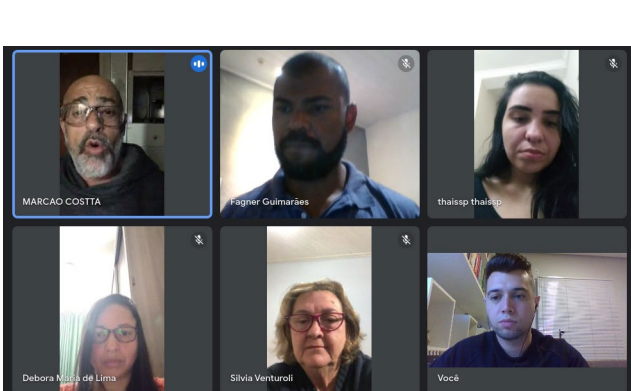 MARCAO COSTTA
Fagner Guimarães
thaissp thaissp
Debora Maria de Lima
Silvia Venturoli
Você